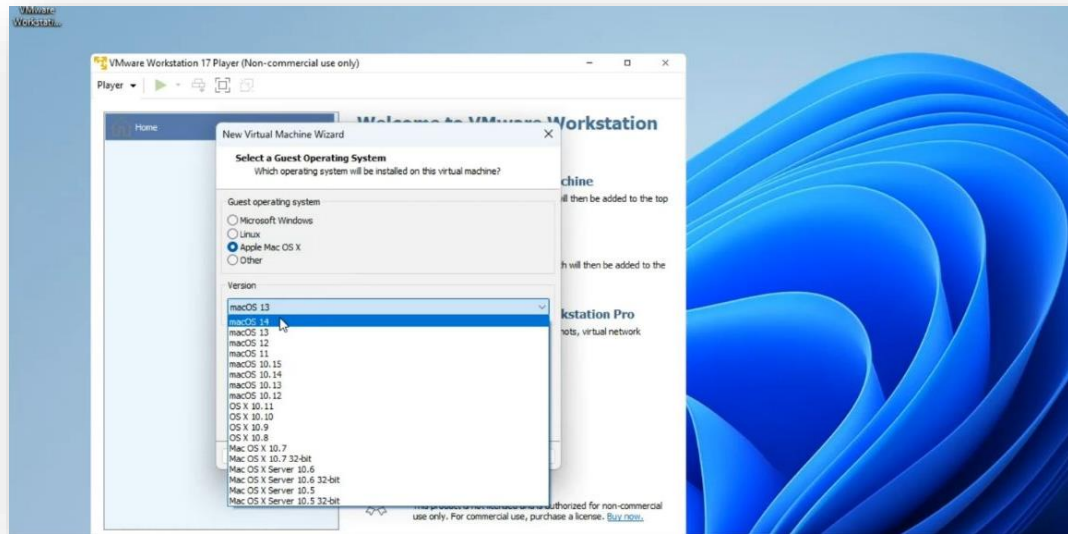 VMware
Workstati...
VMware Workstation 17 Player (Non-commercial use only)
Player
Home
Workstation
New Virtual Machine Wizard
Select a Guest Operating System
Which operating system will be installed on this virtual machine?
Guest operating system
Microsoft Windows
Linux
Apple Mac OS X
Other
chine
ill then be added to the top
h will then be added to the
Version
macOS 13
kstation Pro
hots, virtual network
macOS 14
macOS 13
macOS 12
macOS 11
macOS 10.15
macOS 10.14
macOS 10.13
macOS 10.12
OS X 10.11
OS X 10.10
OS X 10.9
OS X 10.8
Mac OS X 10.7
Mac OS X 10.7 32-bit
Mac OS X Server 10.6
Mac OS X Server 10.6 32-bit
Mac OS X Server 10.5
Mac OS X Server 10.5 32-bit
authorized for non-commercial
use only. For commercial use, purchase a license. Buy now.